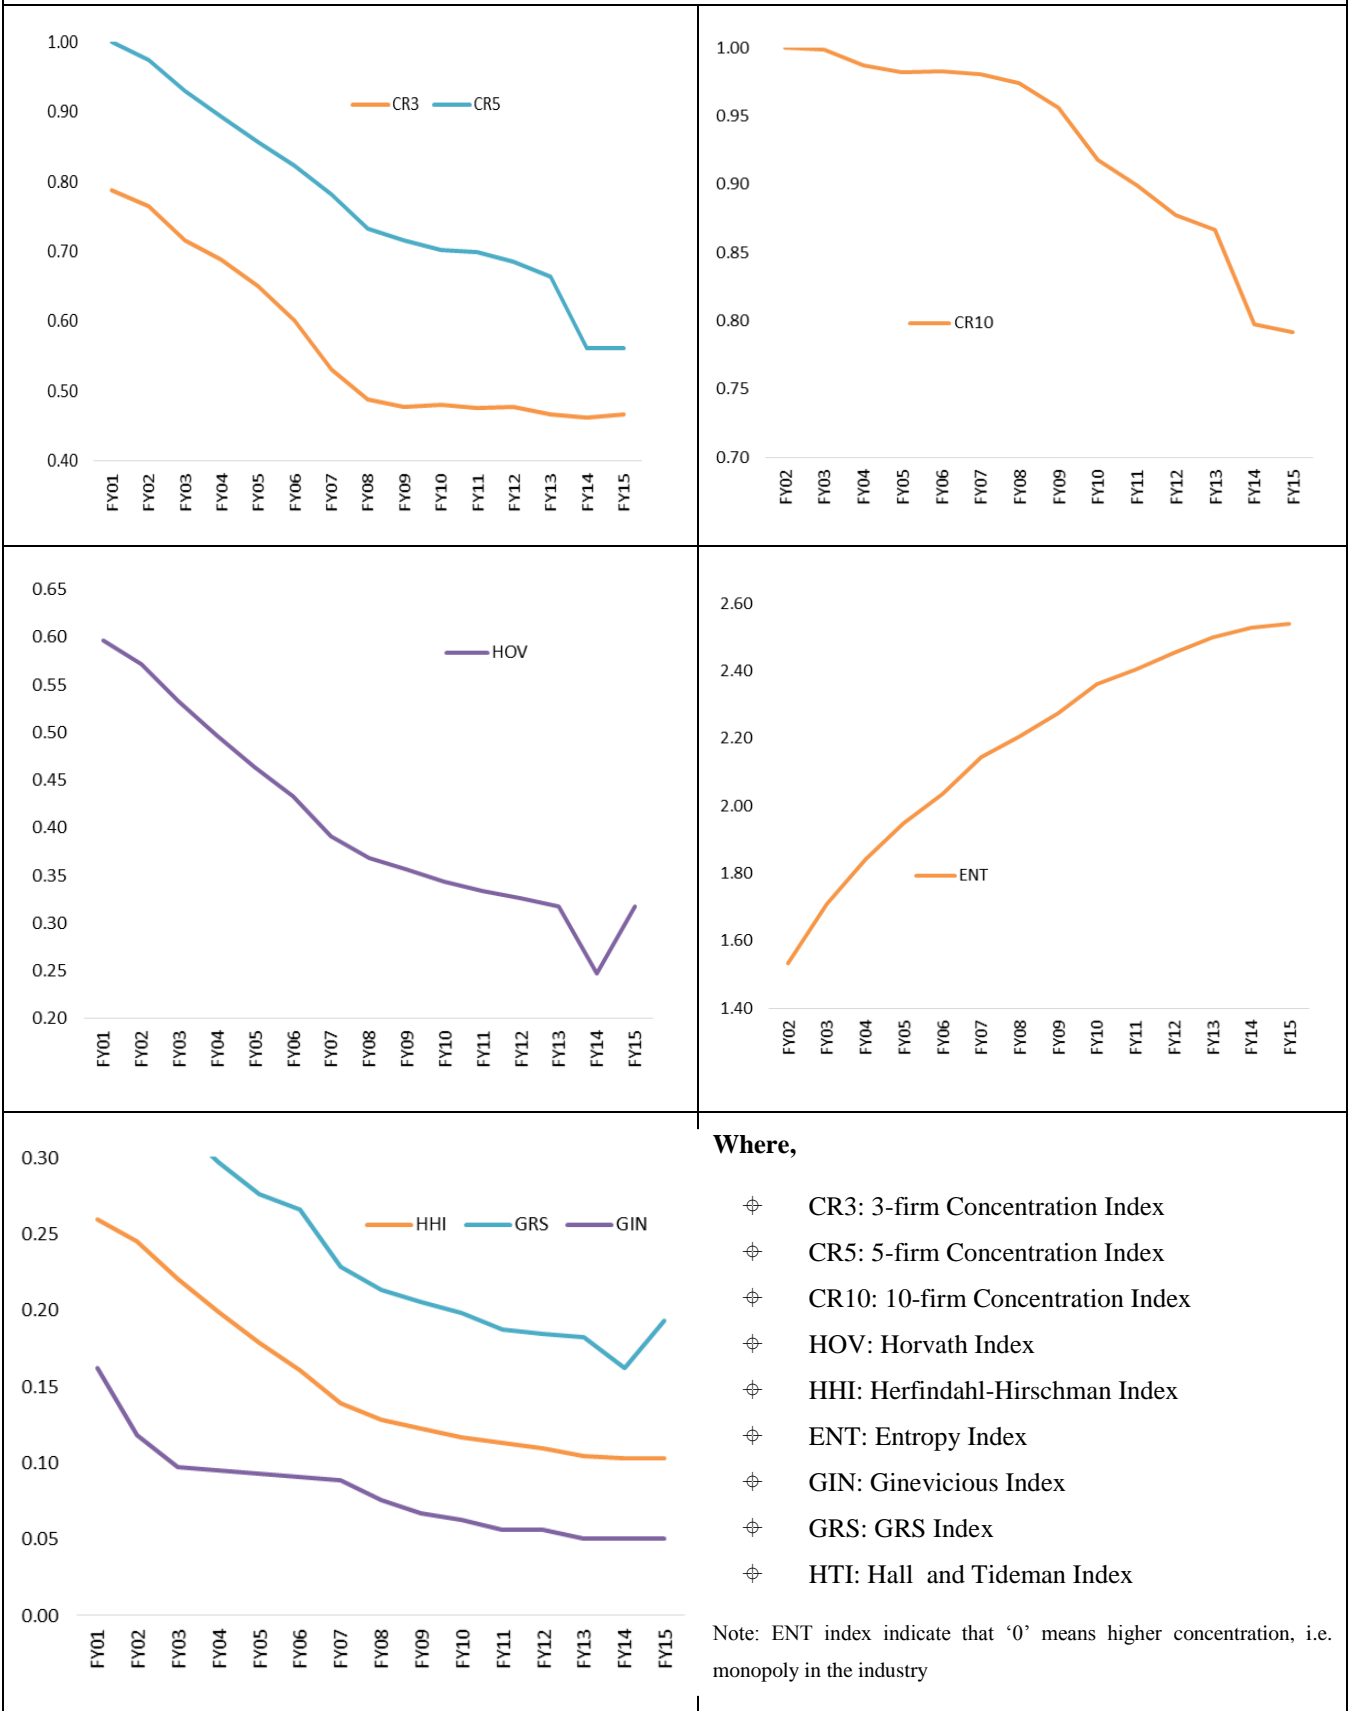 1.00
0.90
0.80
0.70
0.60
0.50
0.40
CR3 CR5
FY01 FY02 FY03 FY04 FY05 FY06 FY07 FY08 FY09 FY10 FY11 FY12 FY13 FY14 FY15
1.00
0.95
0.90
0.85
0.80
0.75
0.70
CR10
FY02 FY03 FY04 FY05 FY06 FY07 FY08 FY09 FY10 FY11 FY12 FY13 FY14 FY15
0.65
0.60
0.55
0.50
0.45
0.40
0.35
0.30
0.25
0.20
HOV
FY01 FY02 FY03 FY04 FY05 FY06 FY07 FY08 FY09 FY10 FY11 FY12 FY13 FY14 FY15
2.60
2.40
2.20
2.00
1.80
1.60
1.40
ENT
FY02 FY03 FY04 FY05 FY06 FY07 FY08 FY09 FY10 FY11 FY12 FY13 FY14 FY15
0.30
0.25
0.20
0.15
0.10
0.05
0.00
HHI GRS GIN
FY01 FY02 FY03 FY04 FY05 FY06 FY07 FY08 FY09 FY10 FY11 FY12 FY13 FY14 FY15
Where,
CR3: 3-firm Concentration Index
CR5: 5-firm Concentration Index
CR10: 10-firm Concentration Index
HOV: Horvath Index
HHI: Herfindahl-Hirschman Index
ENT: Entropy Index
GIN: Ginevicious Index
GRS: GRS Index
HTI: Hall and Tideman Index
Note: ENT index indicate that ‘0’ means higher concentration, i.e.
monopoly in the industry